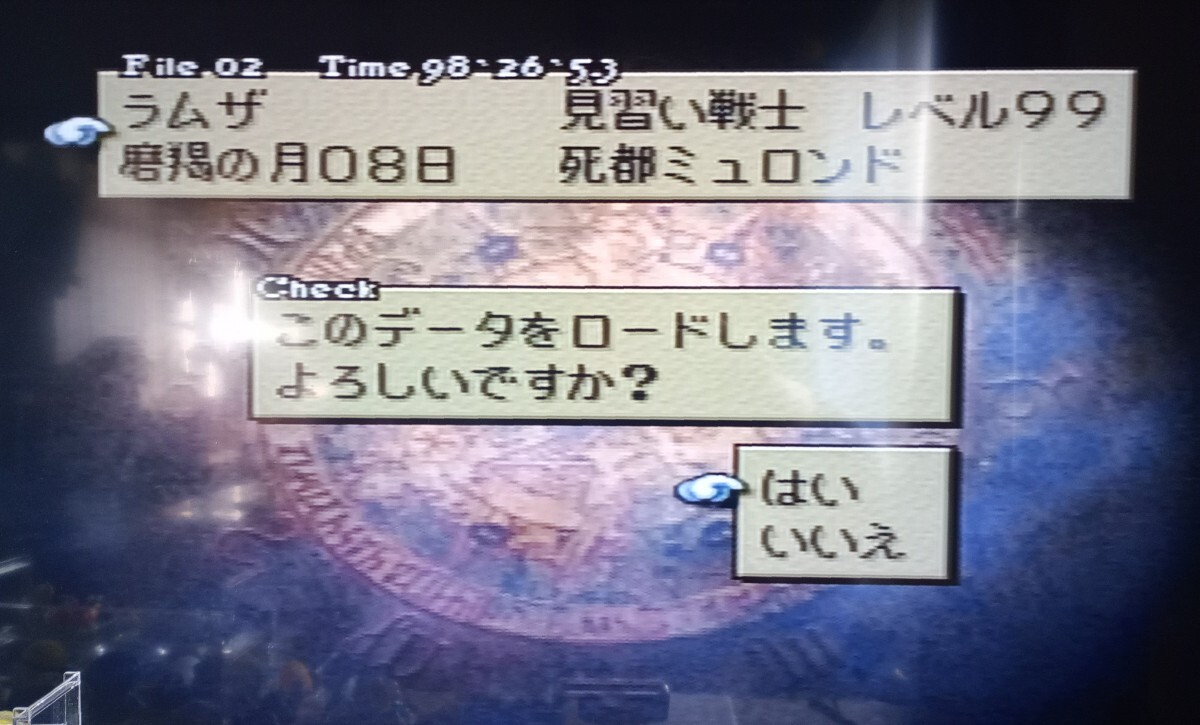 File 02 Time 98`26`53
ラムザ 見習い戦士 レベル99
磨羯の月08日 死都ミュロンド
Check
このデータをロードします。
よろしいですか?
はい
いいえ